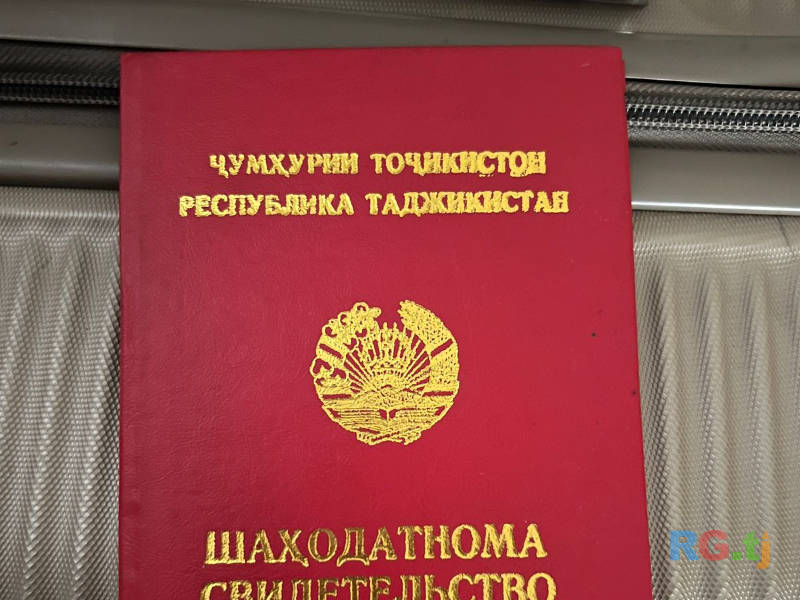 ҶУМҲУРИИ ТОҶИКИСТОН
РЕСПУБЛИКА ТАДЖИКИСТАН
ШАҲОДАТНОМА
СВИДЕТЕЛЬСТВО
RG.tj